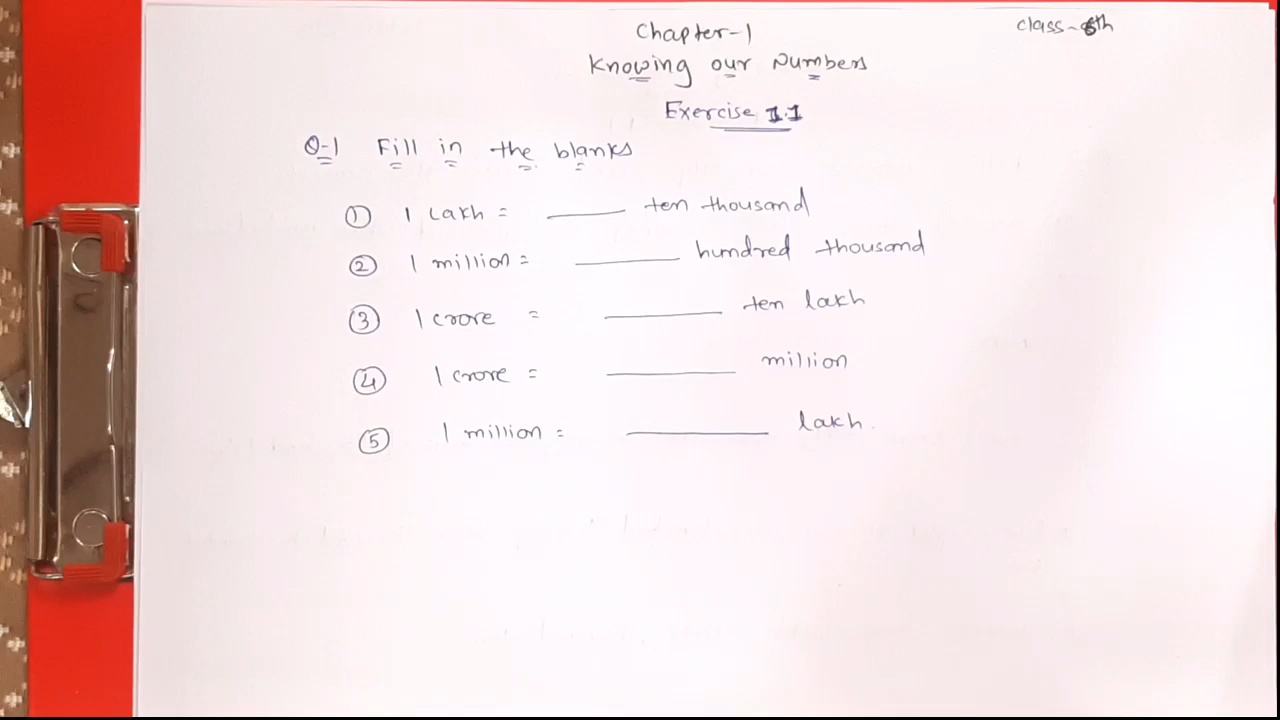 Chapter-1
class-6th
Knowing our Numbers
Exercise 1.1
Q-1 Fill in the blanks
① 1 Lakh = ______ ten thousand
② 1 million = ______ hundred thousand
③ 1 crore = ______ ten lakh
④ 1 crore = ______ million
⑤ 1 million = ______ lakh.